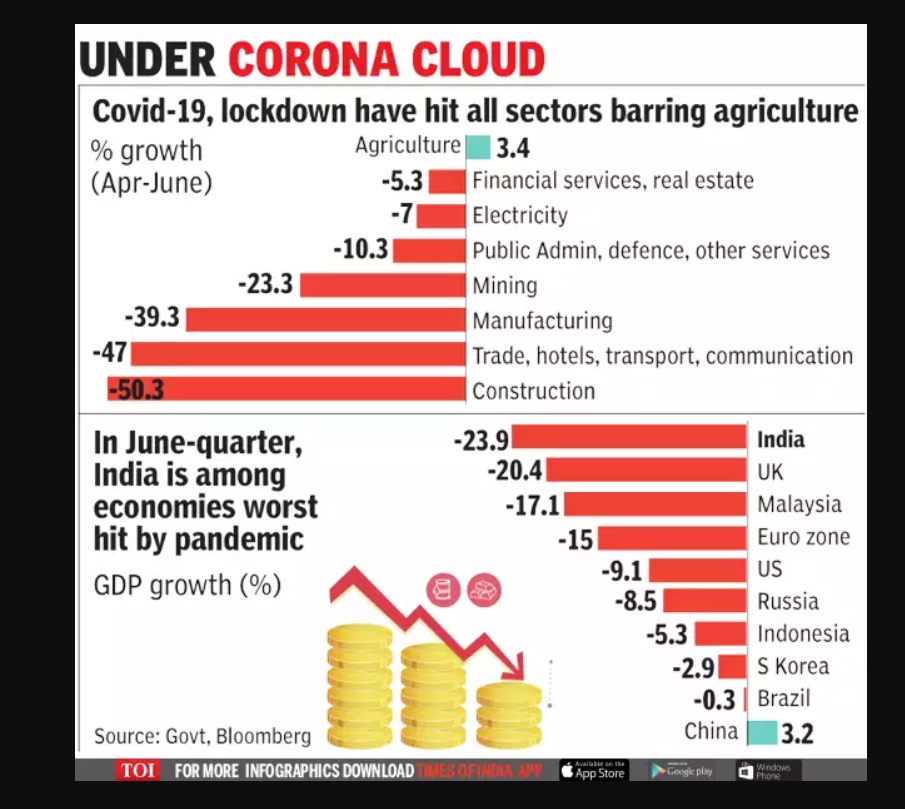 UNDER CORONA CLOUD
Covid-19, lockdown have hit all sectors barring agriculture
% growth
(Apr-June)
Agriculture 3.4
-5.3 Financial services, real estate
-7 Electricity
-10.3 Public Admin, defence, other services
-23.3 Mining
-39.3 Manufacturing
-47 Trade, hotels, transport, communication
-50.3 Construction
In June-quarter,
India is among
economies worst
hit by pandemic
GDP growth (%)
-23.9 India
-20.4 UK
-17.1 Malaysia
-15 Euro zone
-9.1 US
-8.5 Russia
-5.3 Indonesia
-2.9 S Korea
-0.3 Brazil
China 3.2
Source: Govt, Bloomberg
TOI FOR MORE INFOGRAPHICS DOWNLOAD TIMES OF INDIA APP
Available on the
App Store
Google play
Windows
Phone